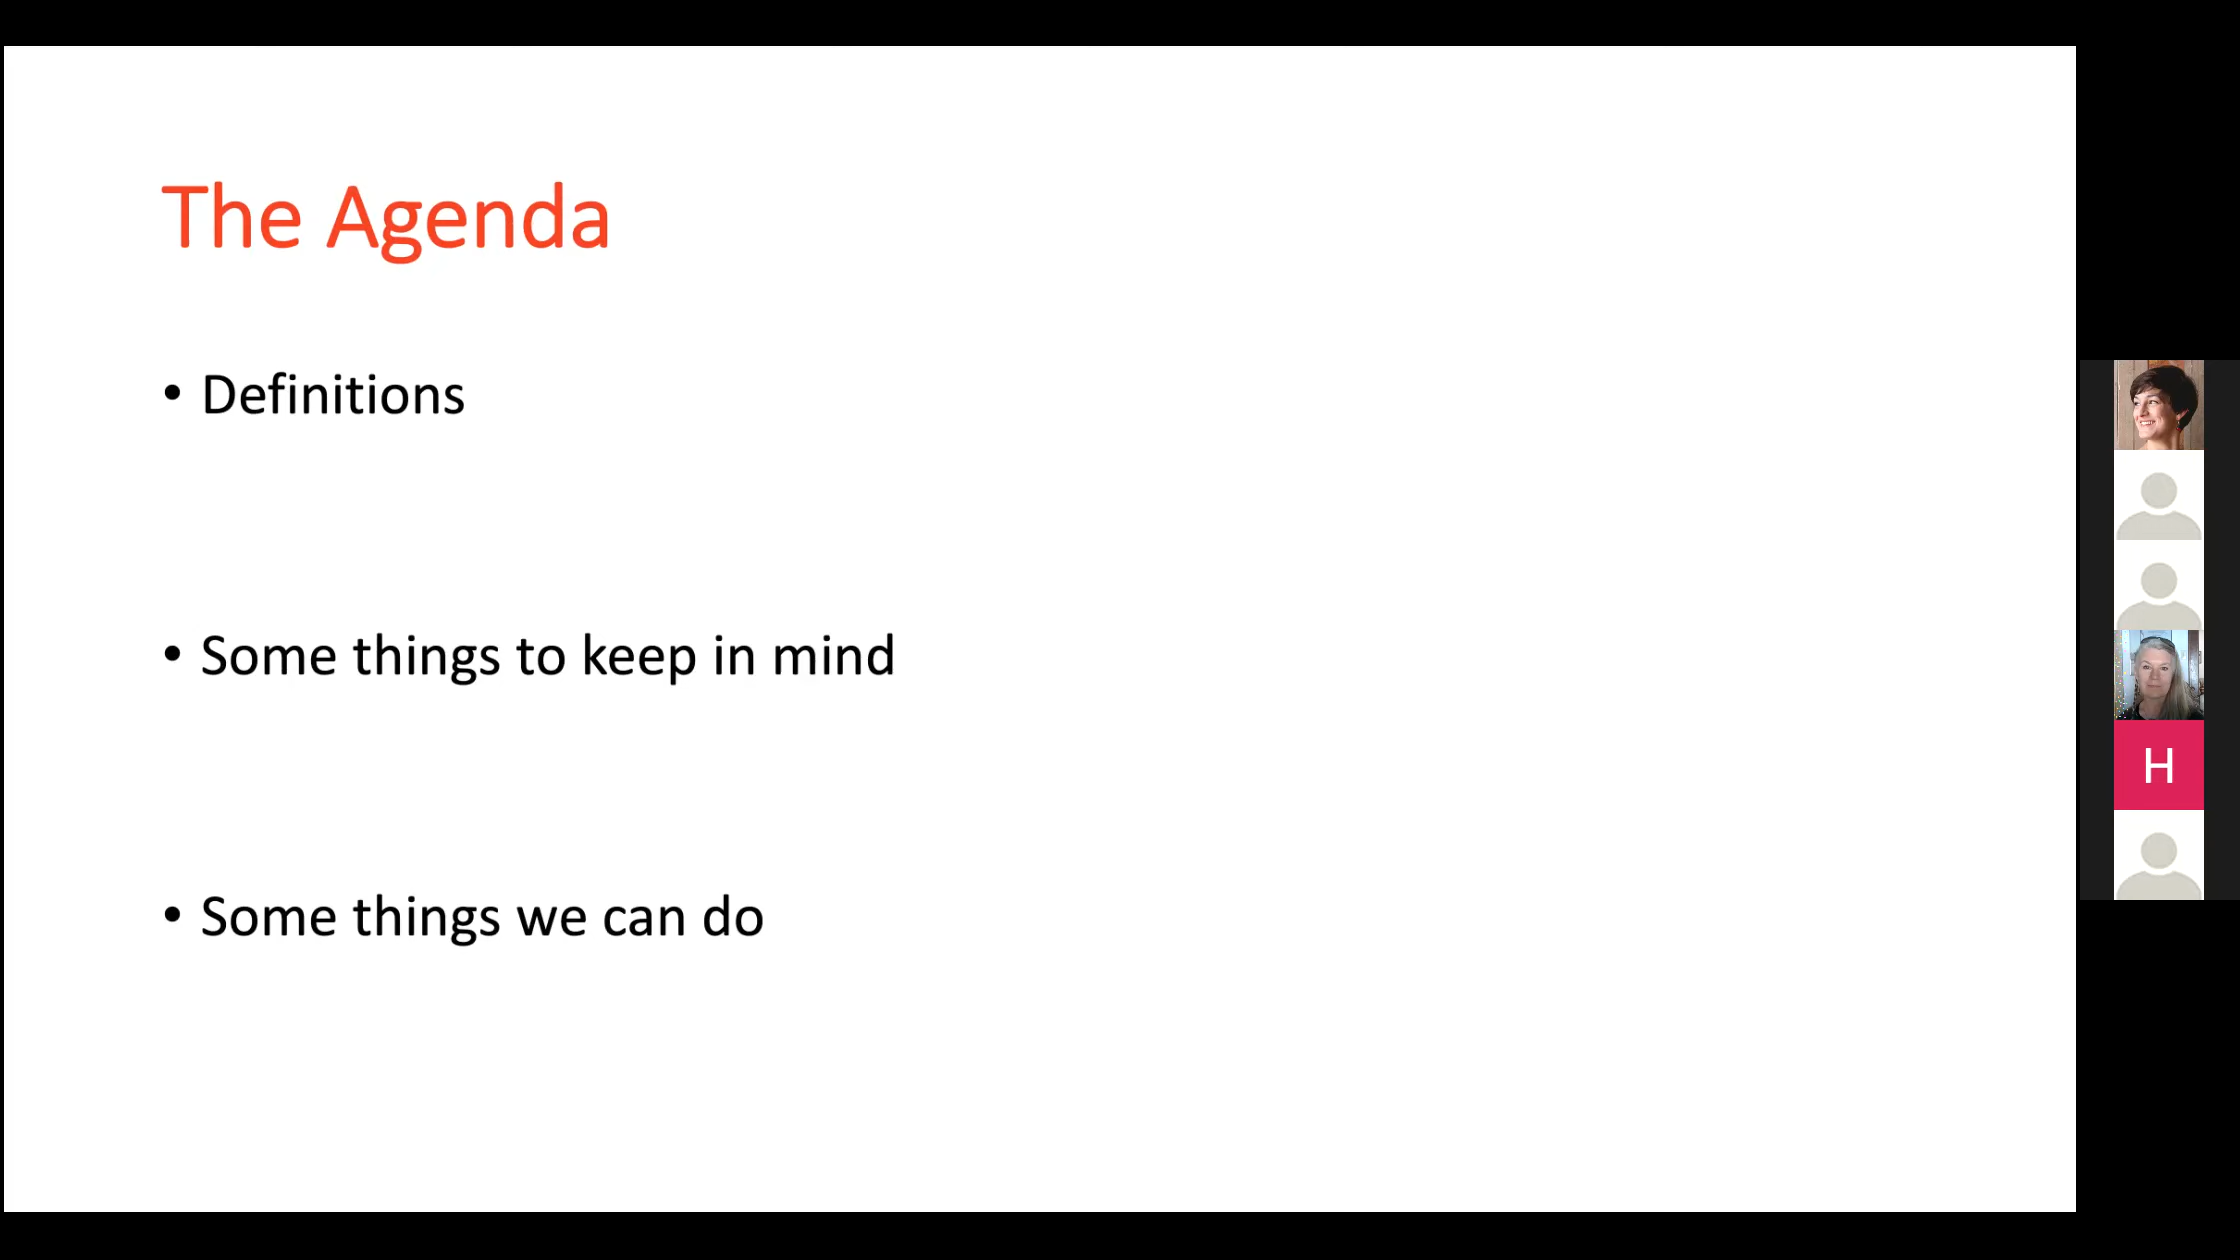 The Agenda
• Definitions
• Some things to keep in mind
• Some things we can do
H